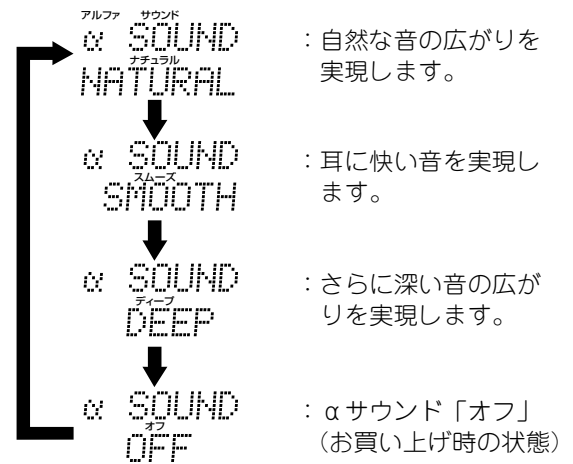 アルファ サウンド
α SOUND
ナチュラル
NATURAL
：自然な音の広がりを
実現します。
α SOUND
スムーズ
SMOOTH
：耳に快い音を実現し
ます。
α SOUND
ディープ
DEEP
：さらに深い音の広が
りを実現します。
α SOUND
オフ
OFF
：αサウンド「オフ」
（お買い上げ時の状態）